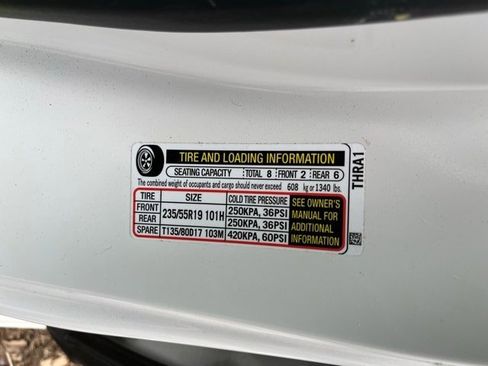 TIRE AND LOADING INFORMATION
SEATING CAPACITY TOTAL 8 FRONT 2 REAR 6
The combined weight of occupants and cargo should never exceed 608 kg or 1340 lbs.
TIRE SIZE COLD TIRE PRESSURE
FRONT 235/55R19 101H 250KPA, 36PSI
REAR 250KPA, 36PSI
SPARE T135/80D17 103M 420KPA, 60PSI
SEE OWNER'S
MANUAL FOR
ADDITIONAL
INFORMATION
THRA1